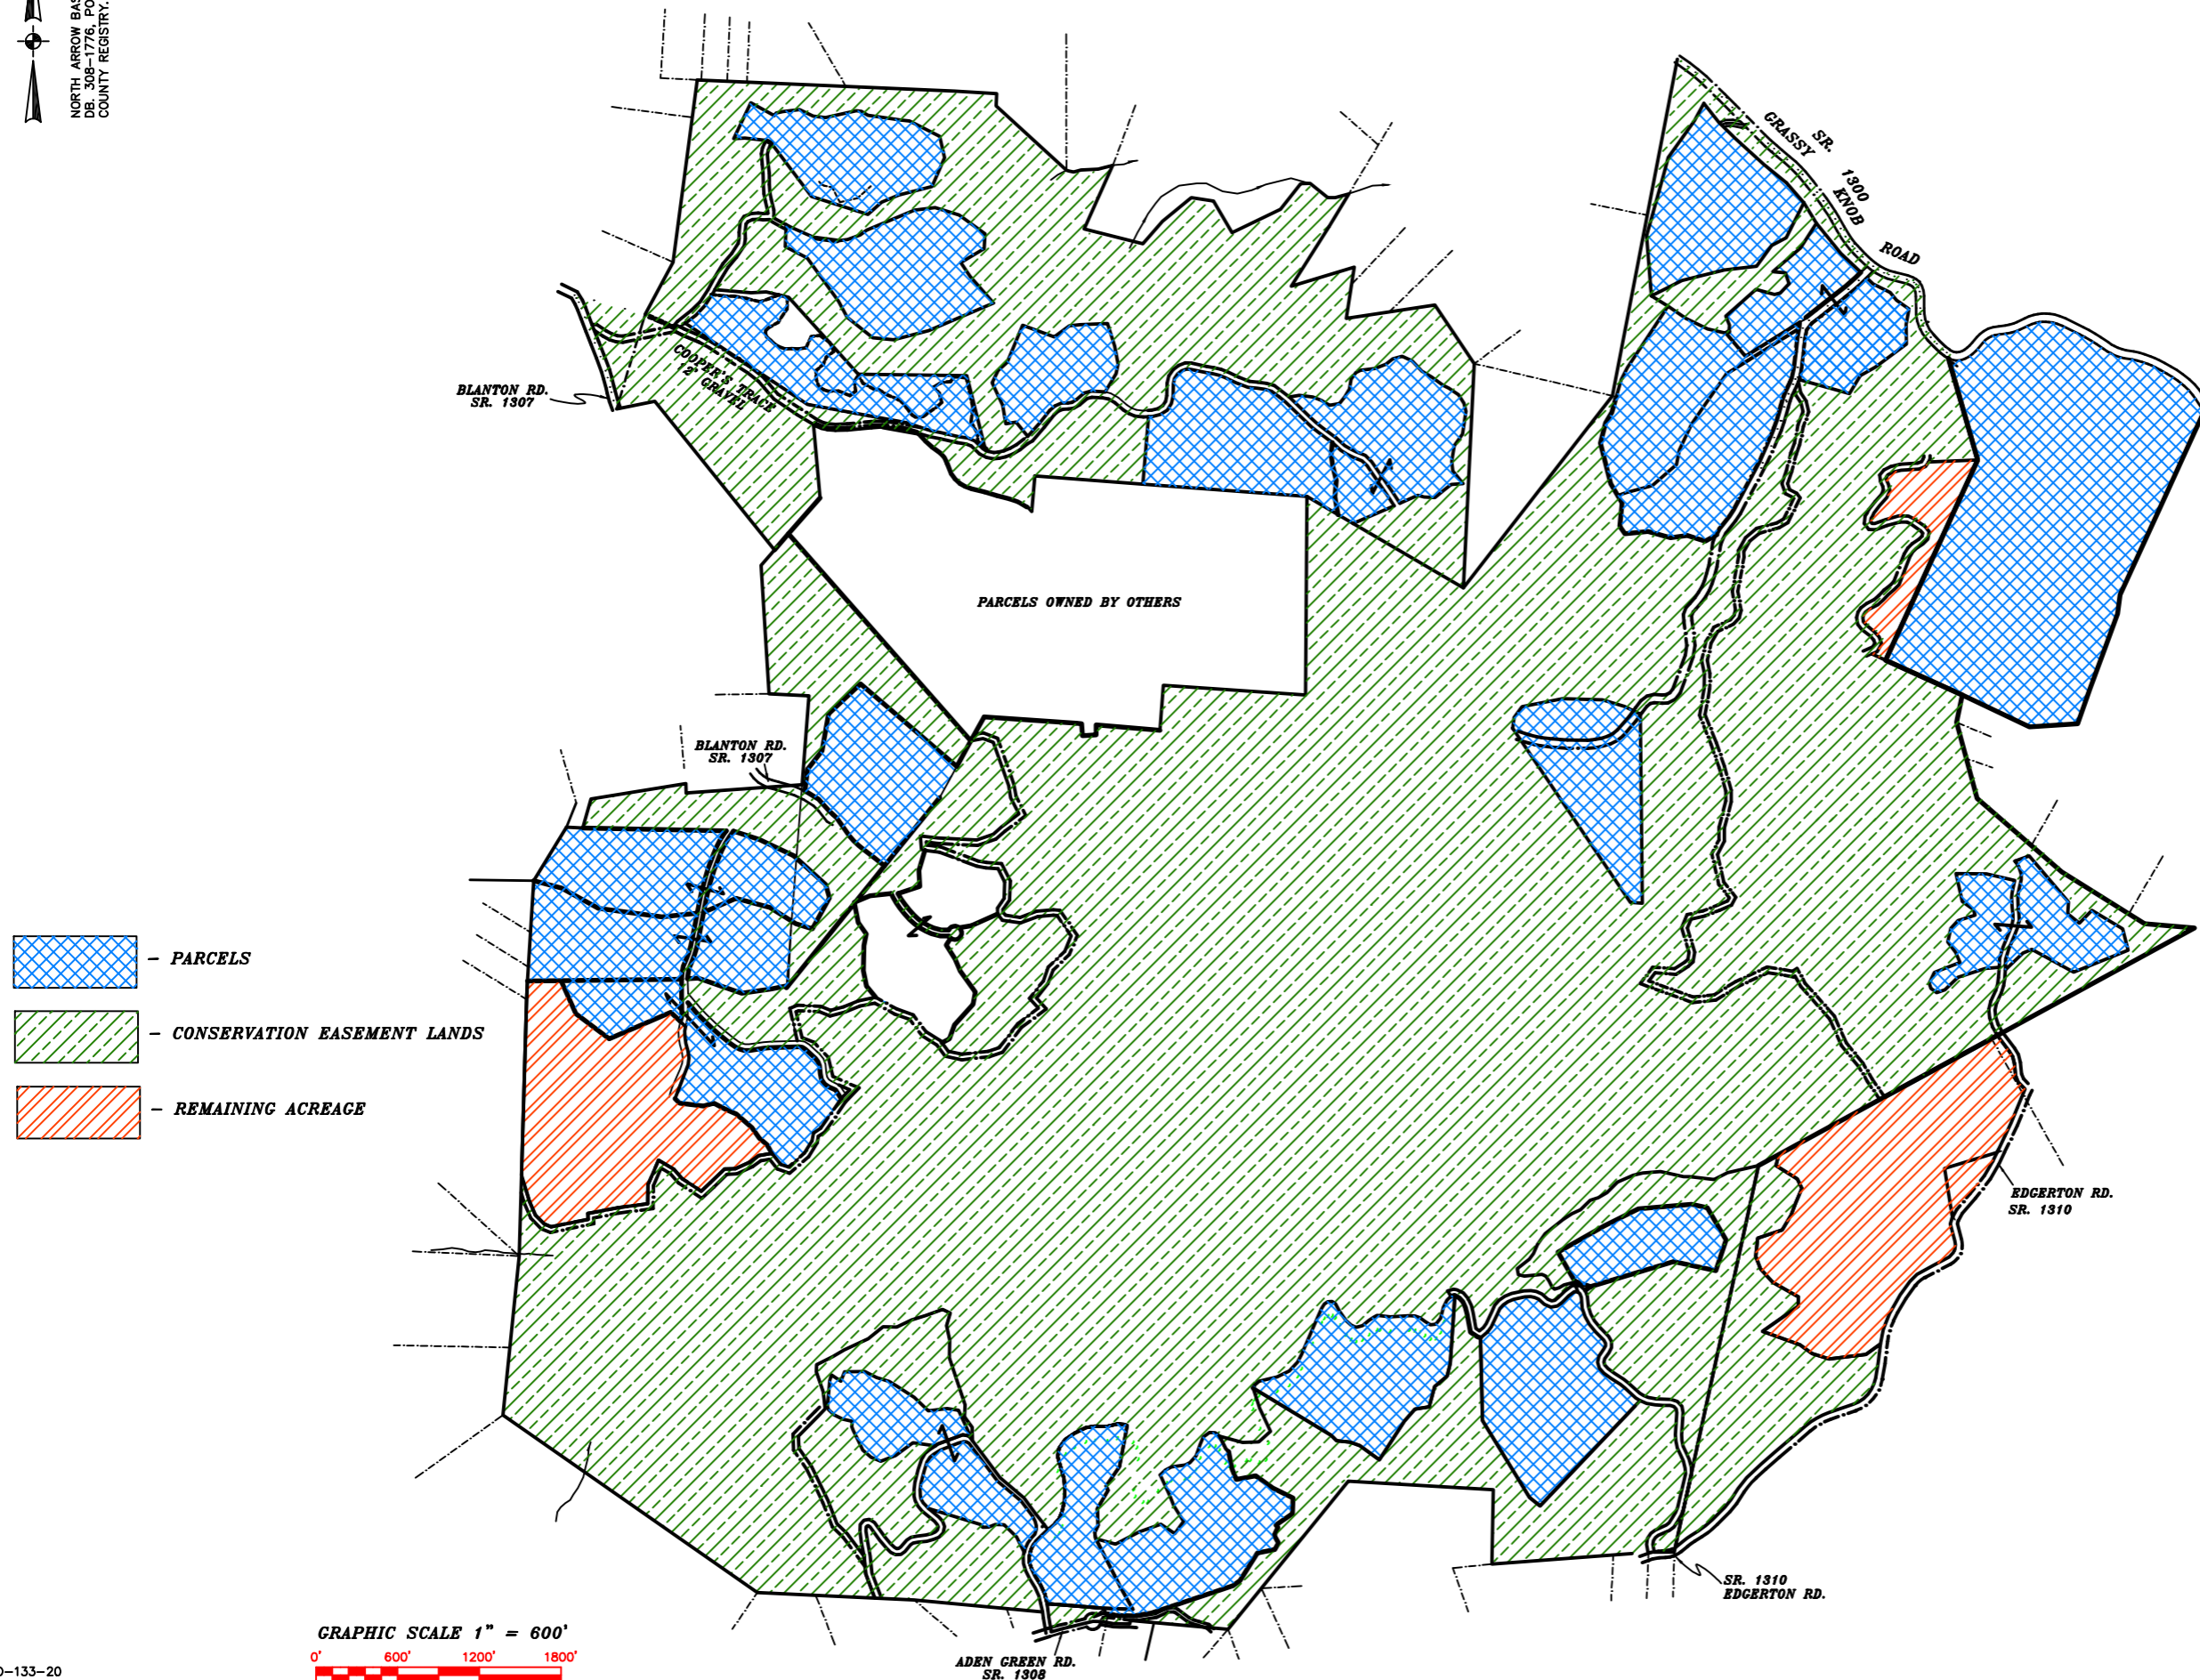 NORTH ARROW BAS
DB. 308-1776, PO
COUNTY REGISTRY.
SR. 1300
GRASSY KNOB ROAD
BLANTON RD.
SR. 1307
COOPER'S TRACE
12' GRAVEL
PARCELS OWNED BY OTHERS
BLANTON RD.
SR. 1307
- PARCELS
- CONSERVATION EASEMENT LANDS
- REMAINING ACREAGE
EDGERTON RD.
SR. 1310
SR. 1310
EDGERTON RD.
GRAPHIC SCALE 1" = 600'
0' 600' 1200' 1800'
ADEN GREEN RD.
SR. 1308
-133-20